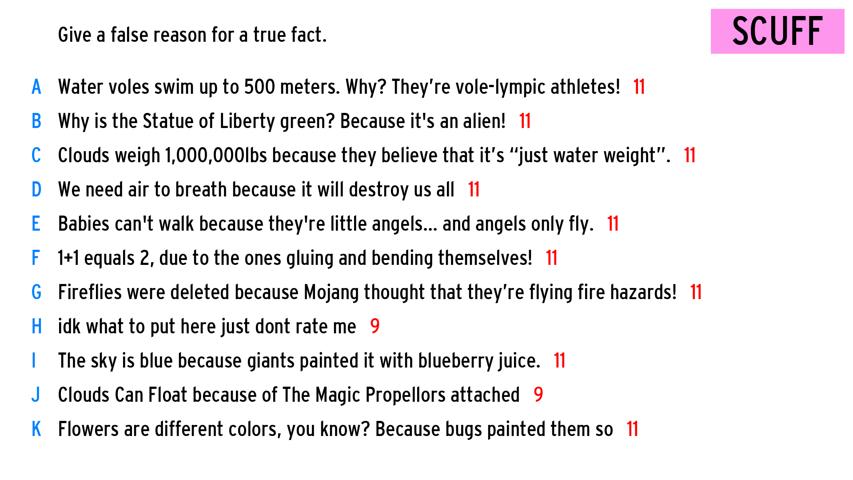 Give a false reason for a true fact.
SCUFF
A Water voles swim up to 500 meters. Why? They're vole-lympic athletes! 11
B Why is the Statue of Liberty green? Because it's an alien! 11
C Clouds weigh 1,000,000lbs because they believe that it's “just water weight”. 11
D We need air to breath because it will destroy us all 11
E Babies can't walk because they're little angels... and angels only fly. 11
F 1+1 equals 2, due to the ones gluing and bending themselves! 11
G Fireflies were deleted because Mojang thought that they're flying fire hazards! 11
H idk what to put here just dont rate me 9
I The sky is blue because giants painted it with blueberry juice. 11
J Clouds Can Float because of The Magic Propellors attached 9
K Flowers are different colors, you know? Because bugs painted them so 11